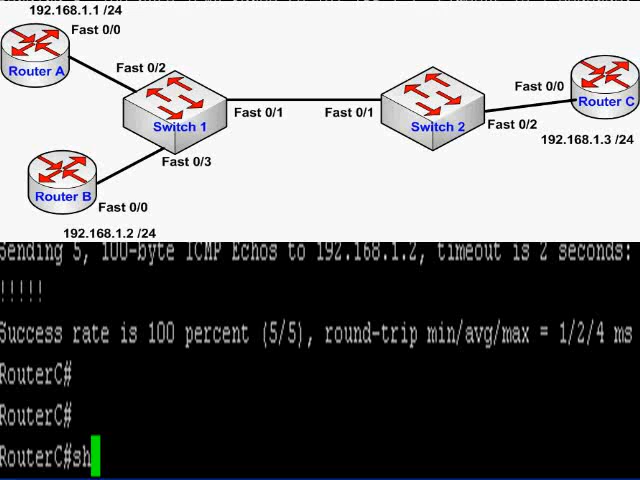 192.168.1.1 /24
Fast 0/0
Router A
Fast 0/2
Switch 1
Fast 0/1
Fast 0/3
Router B
Fast 0/0
192.168.1.2 /24
Fast 0/1
Switch 2
Fast 0/2
Fast 0/0
Router C
192.168.1.3 /24
Sending 5, 100-byte ICMP Echos to 192.168.1.2, timeout is 2 seconds:
!!!!!
Success rate is 100 percent (5/5), round-trip min/avg/max = 1/2/4 ms
RouterC#
RouterC#
RouterC#sh